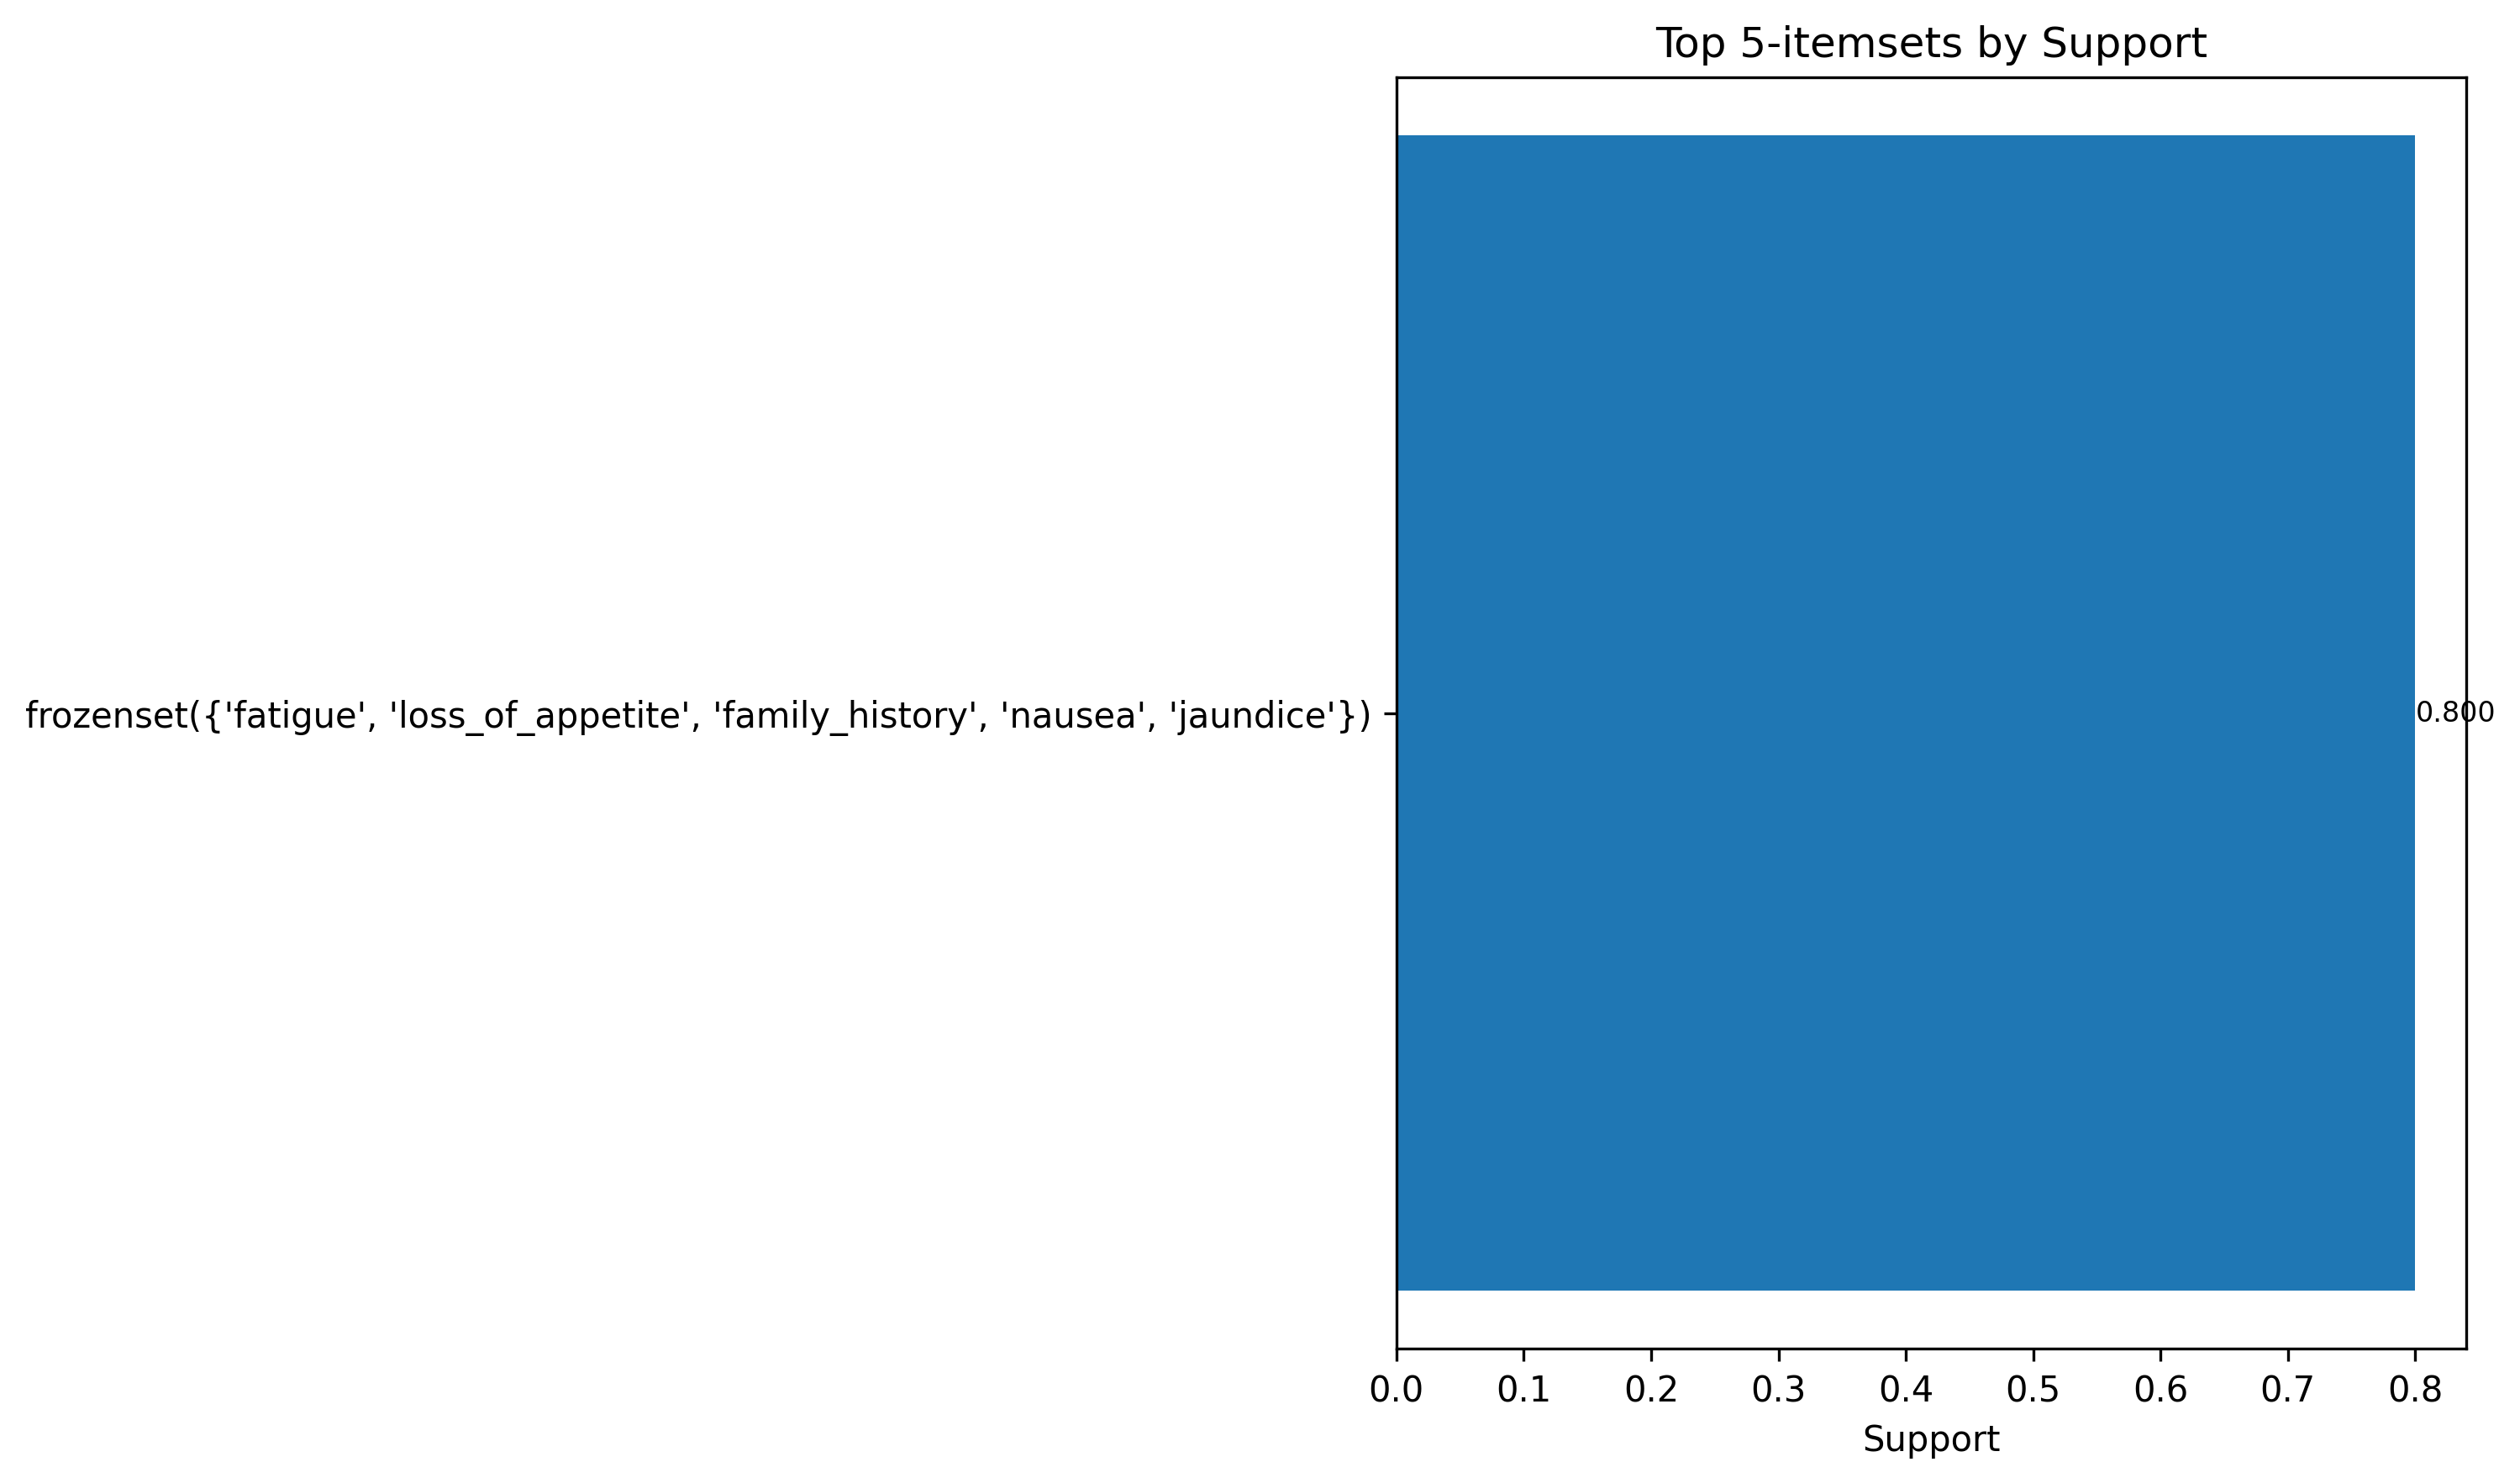 Top 5-itemsets by Support
frozenset({'fatigue', 'loss_of_appetite', 'family_history', 'nausea', 'jaundice'})
0.800
0.0 0.1 0.2 0.3 0.4 0.5 0.6 0.7 0.8
Support